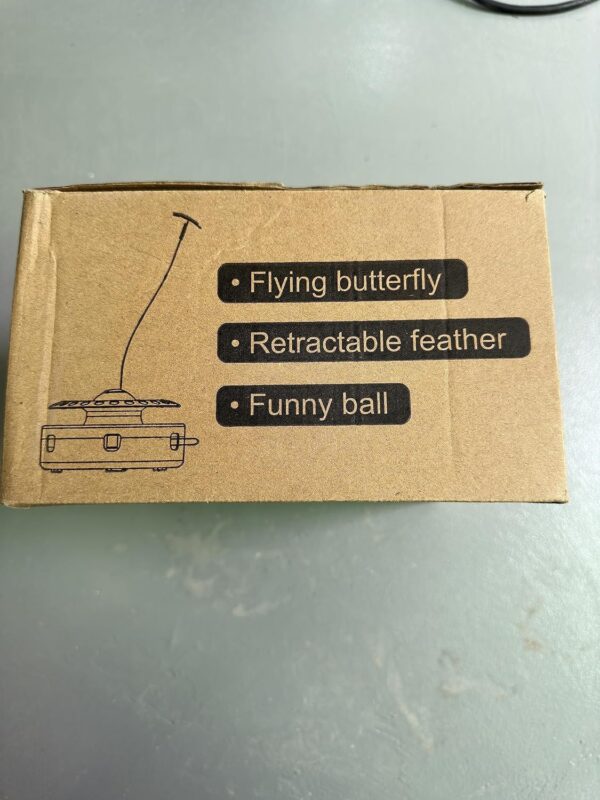 • Flying butterfly
• Retractable feather
• Funny ball